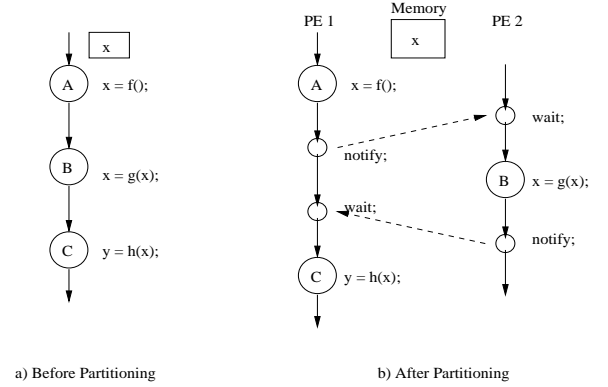 x
A
x = f();
B
x = g(x);
C
y = h(x);
a) Before Partitioning
PE 1
Memory
x
PE 2
A
x = f();
wait;
notify;
B
x = g(x);
wait;
notify;
C
y = h(x);
b) After Partitioning